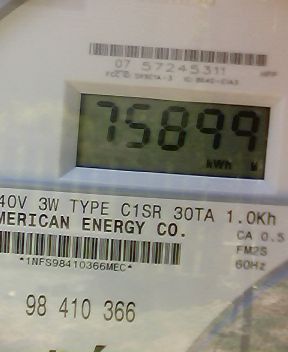 07 57245311
75899
kWh
40V 3W TYPE C1SR 30TA 1.0Kh
MERICAN ENERGY CO.
CA 0.5
*1NFS98410366MEC*
FM2S
60Hz
98 410 366